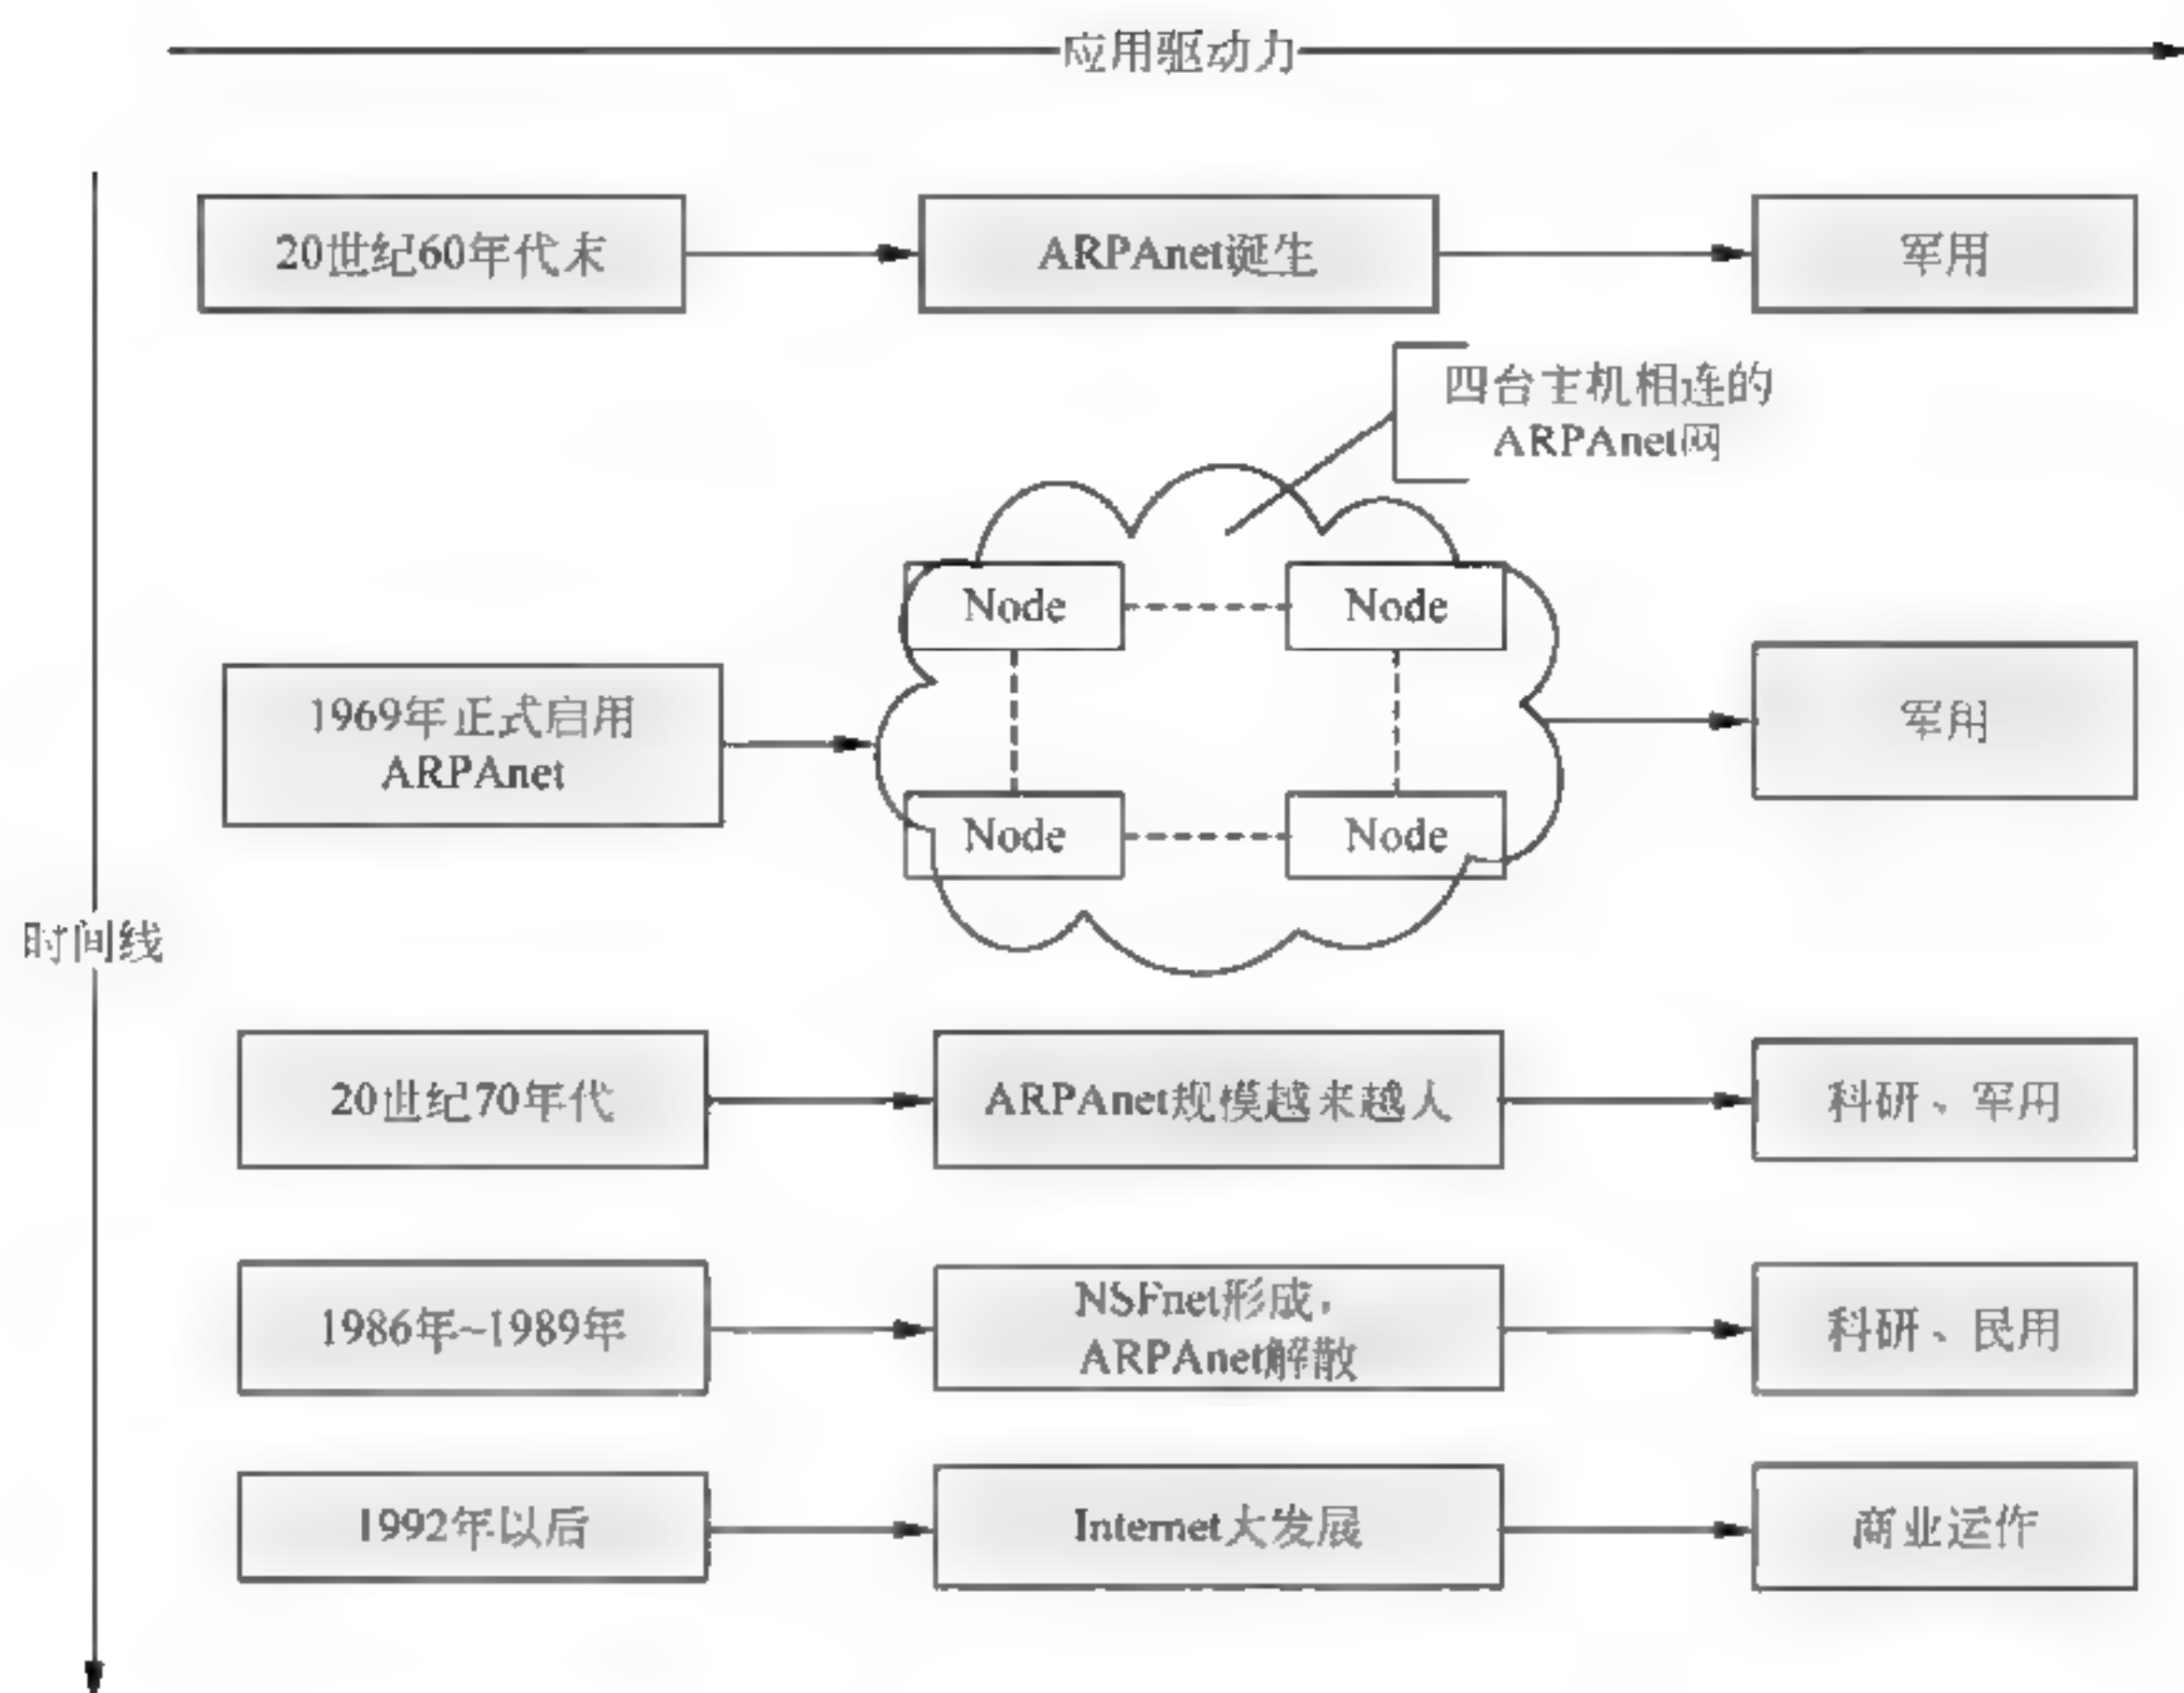 应用驱动力
20世纪60年代末
ARPAnet诞生
军用
四台主机相连的
ARPAnet网
Node
Node
1969年正式启用
ARPAnet
军用
Node
Node
时间线
20世纪70年代
ARPAnet规模越来越人
科研、军用
1986年~1989年
NSFnet形成，
ARPAnet解散
科研、民用
1992年以后
Internet大发展
商业运作